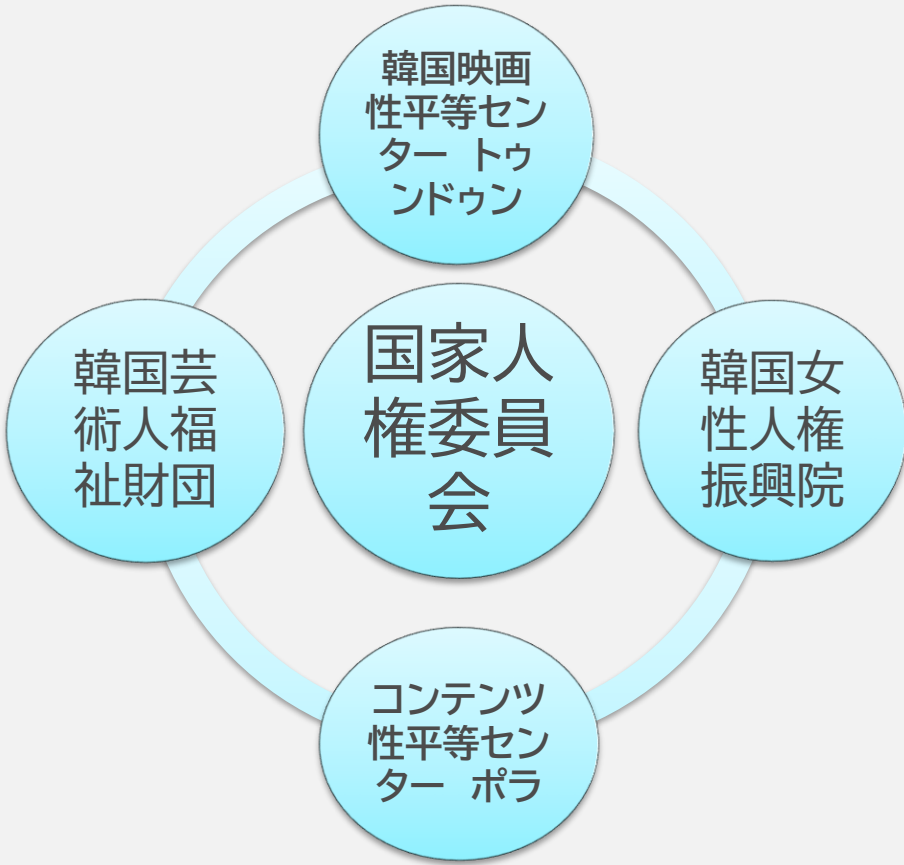 韓国映画
性平等セン
ター トゥ
ンドゥン
韓国芸
術人福
祉財団
国家人
権委員
会
韓国女
性人権
振興院
コンテンツ
性平等セン
ター ポラ